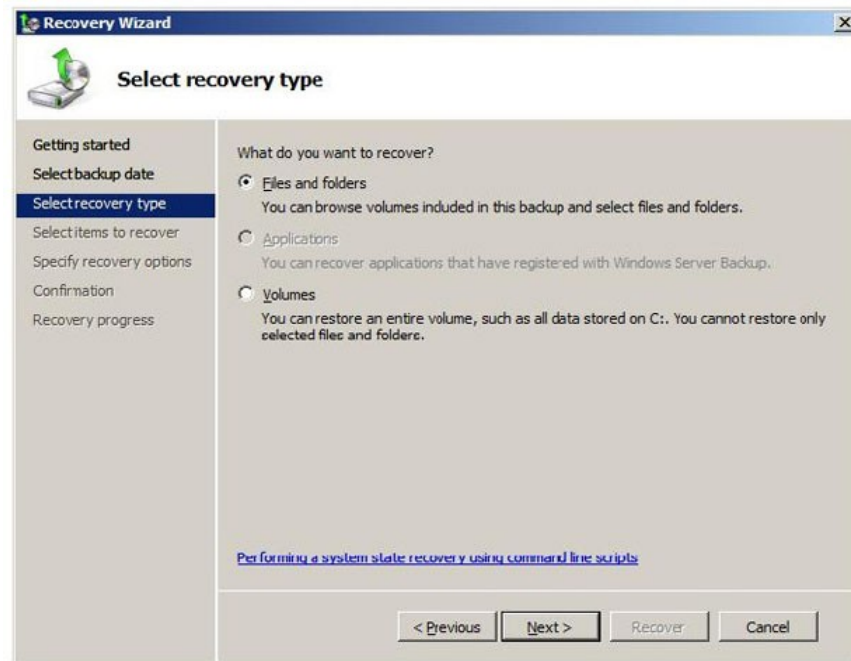 Recovery Wizard
Select recovery type
Getting started
Select backup date
Select recovery type
Select items to recover
Specify recovery options
Confirmation
Recovery progress
What do you want to recover?
Files and folders
You can browse volumes included in this backup and select files and folders.
Applications
You can recover applications that have registered with Windows Server Backup.
Volumes
You can restore an entire volume, such as all data stored on C:. You cannot restore only
selected files and folders.
Performing a system state recovery using command line scripts
< Previous
Next >
Recover
Cancel